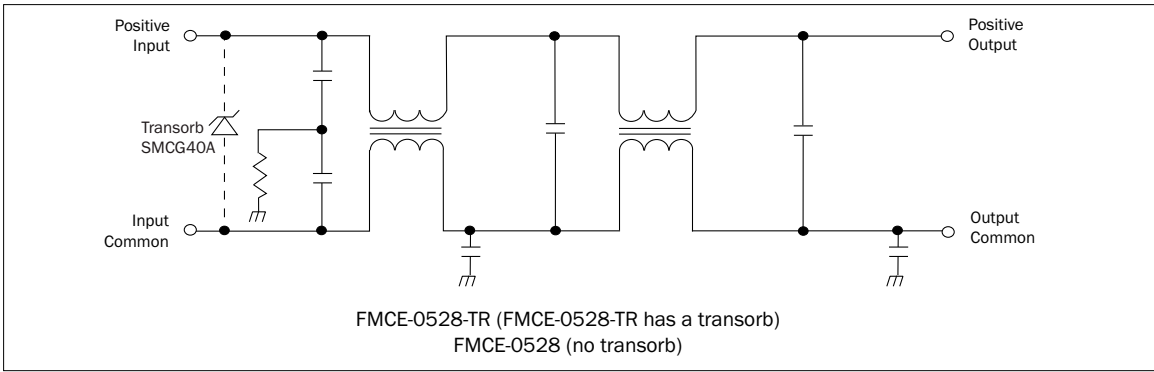 Positive
Input
Positive
Output
Transorb
SMCG40A
Input
Common
Output
Common
FMCE-0528-TR (FMCE-0528-TR has a transorb)
FMCE-0528 (no transorb)